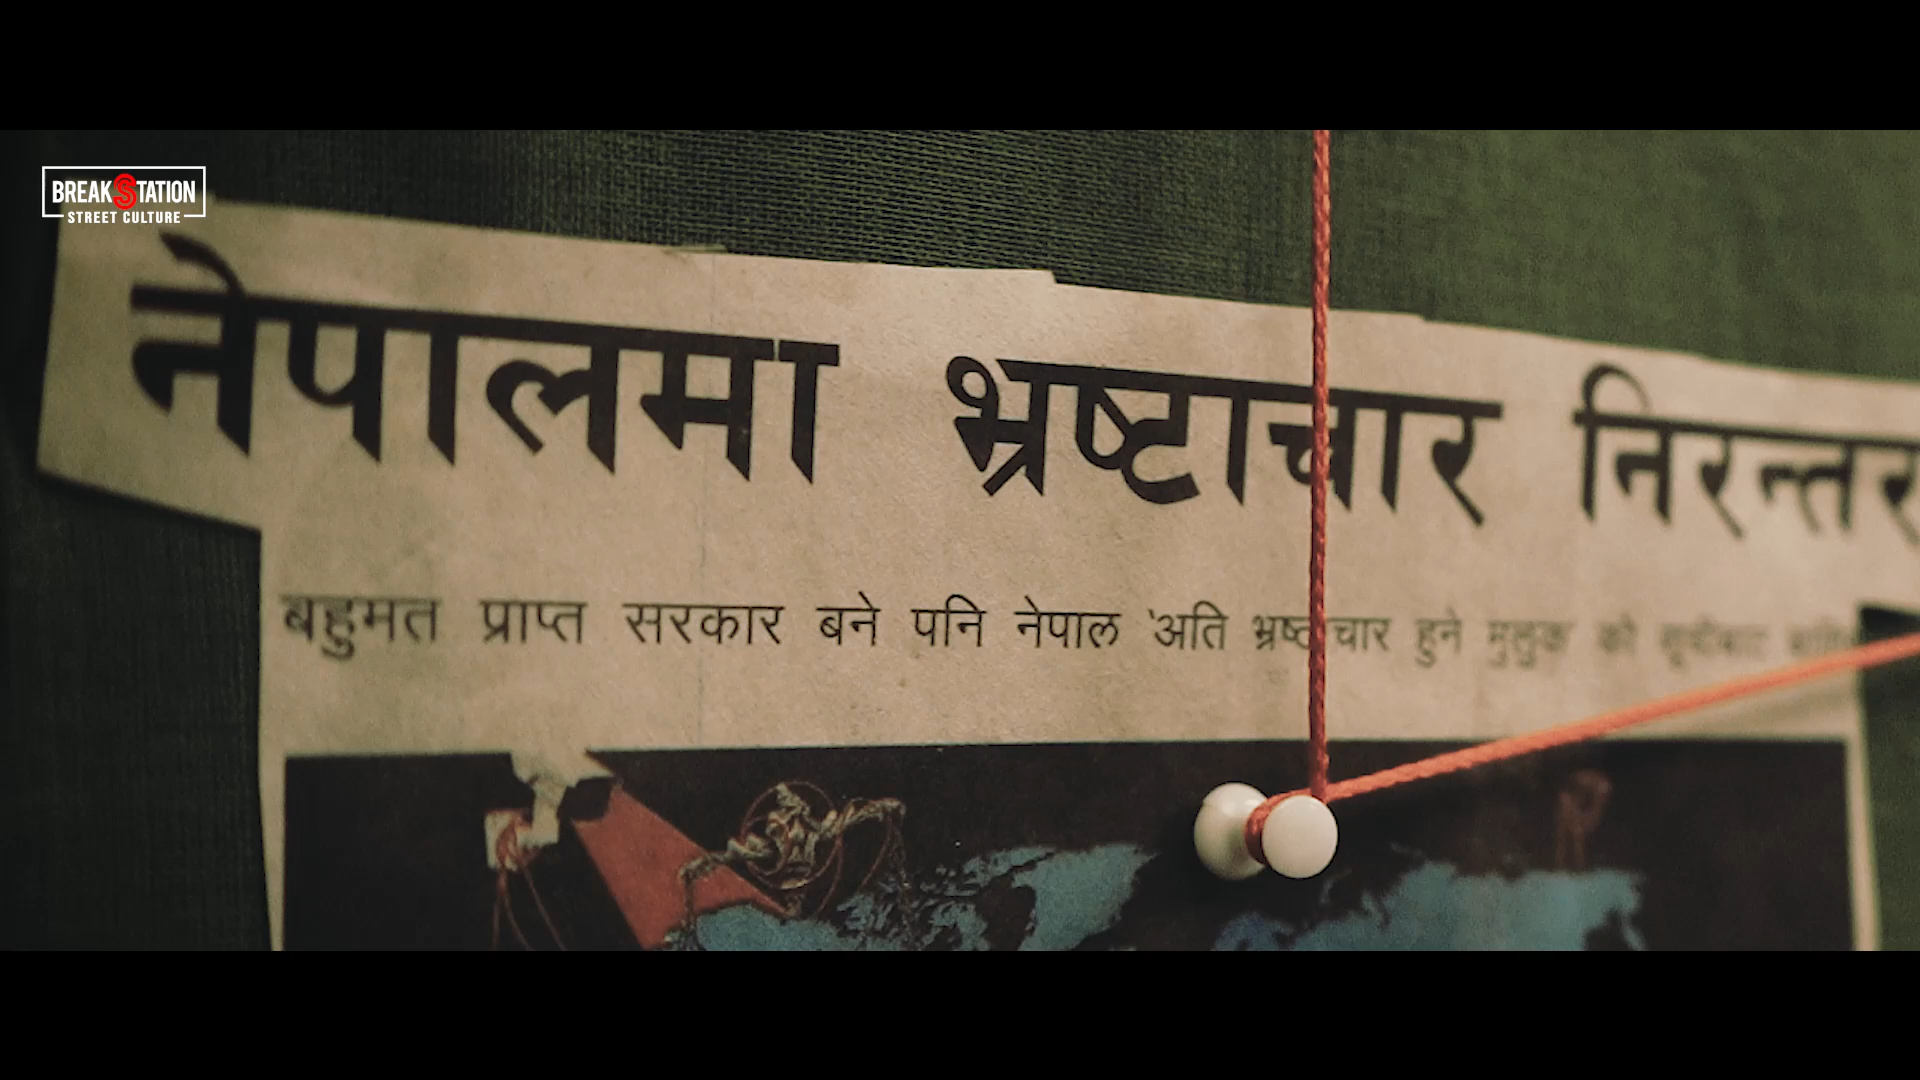 BREAKSTATION
STREET CULTURE
नेपालमा भ्रष्टाचार निरन्तर
बहुमत प्राप्त सरकार बने पनि नेपाल 'अति भ्रष्टाचार हुने मुलुक को